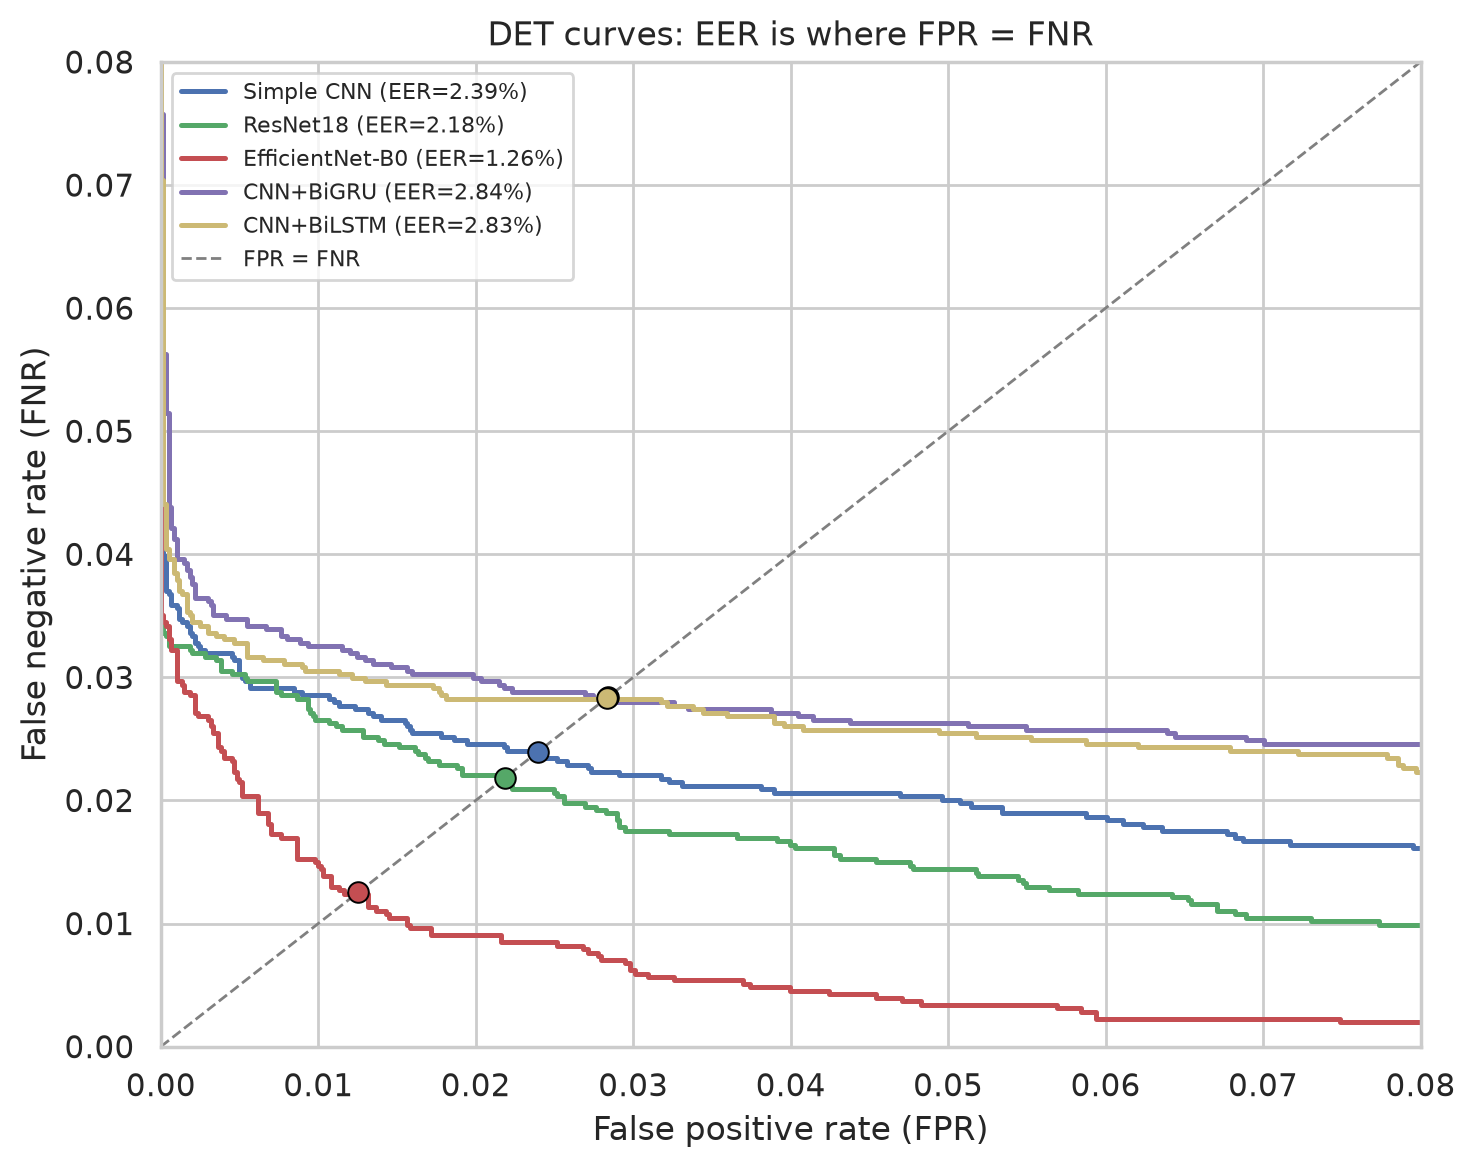 DET curves: EER is where FPR = FNR
Simple CNN (EER=2.39%)
ResNet18 (EER=2.18%)
EfficientNet-B0 (EER=1.26%)
CNN+BiGRU (EER=2.84%)
CNN+BiLSTM (EER=2.83%)
FPR = FNR
False negative rate (FNR)
0.08
0.07
0.06
0.05
0.04
0.03
0.02
0.01
0.00
0.00 0.01 0.02 0.03 0.04 0.05 0.06 0.07 0.08
False positive rate (FPR)